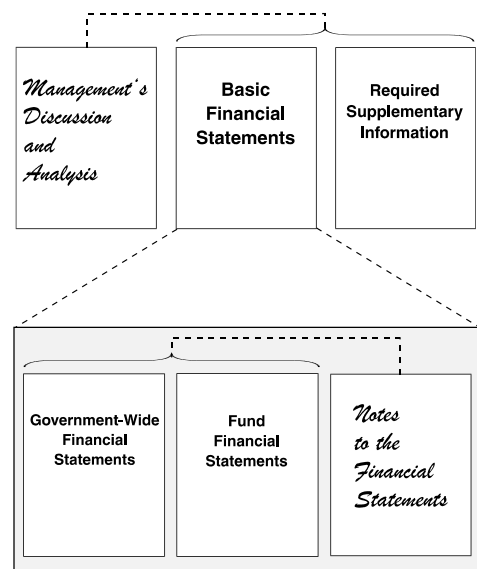 Management's
Discussion
and
Analysis
Basic
Financial
Statements
Required
Supplementary
Information
Government-Wide
Financial
Statements
Fund
Financial
Statements
Notes
to the
Financial
Statements